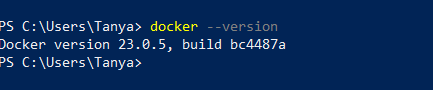 PS C:\Users\Tanya> docker --version
Docker version 23.0.5, build bc4487a
PS C:\Users\Tanya>